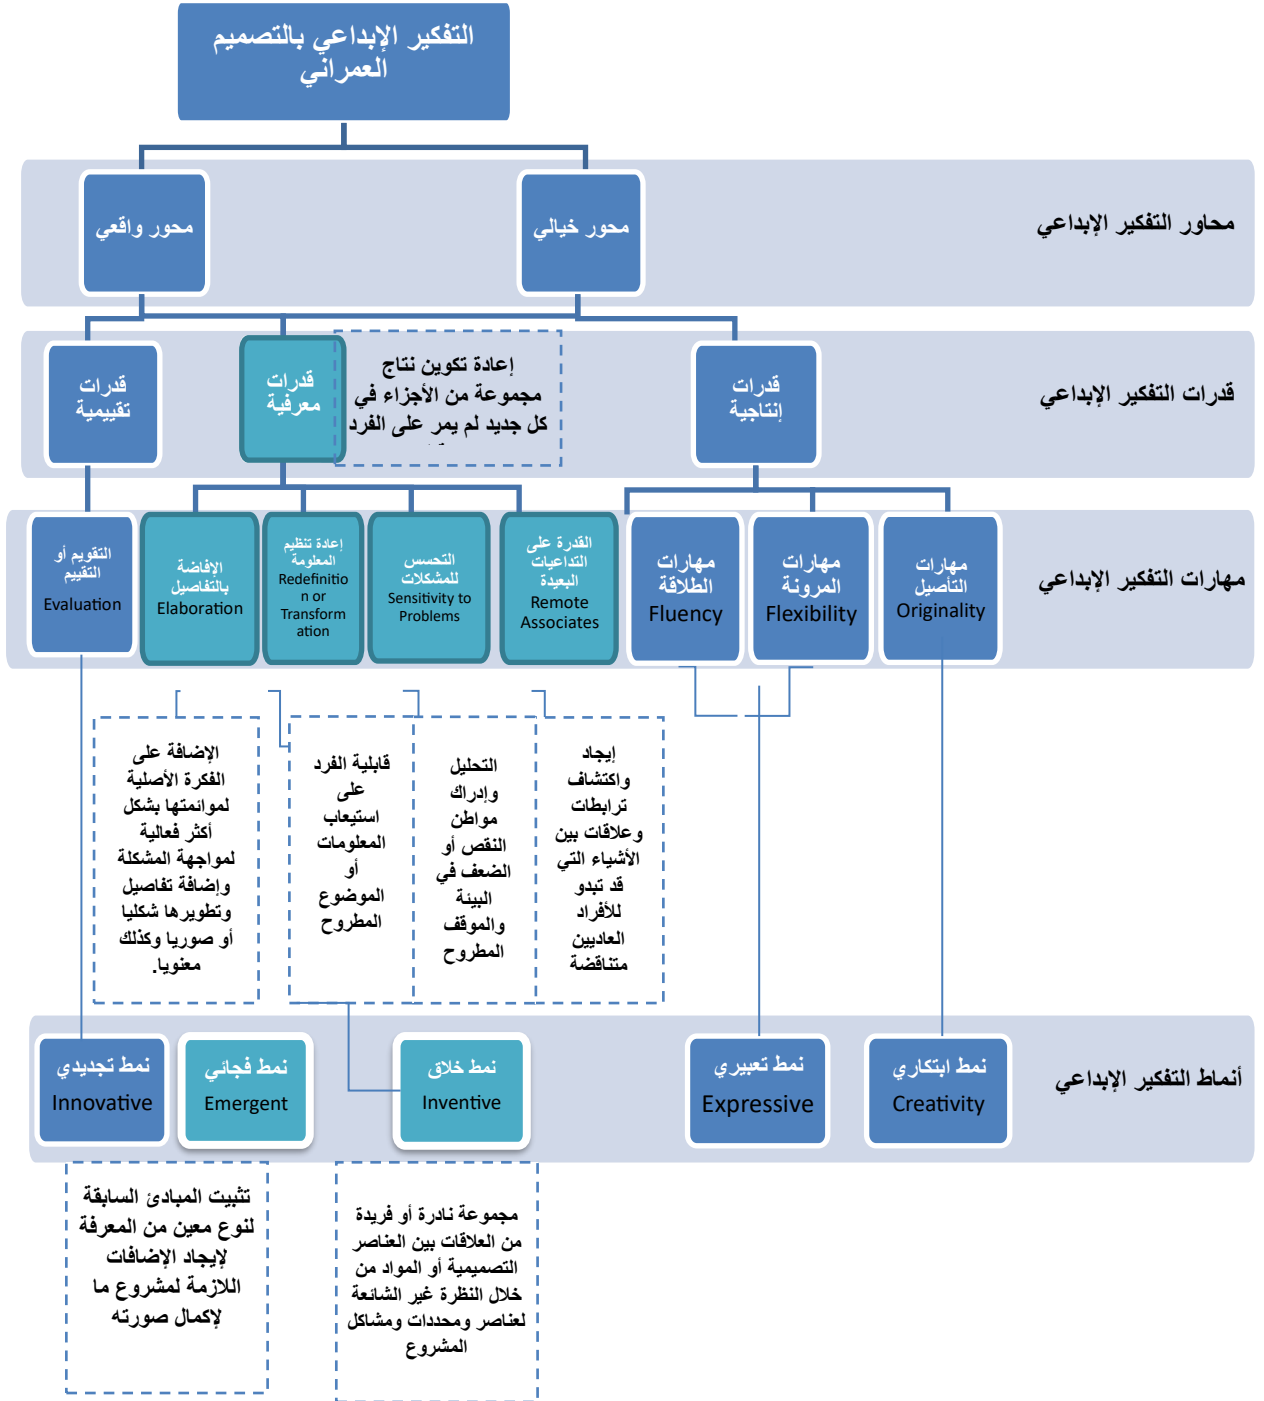 التفكير الإبداعي بالتصميم
العمراني
محاور التفكير الإبداعي
محور خيالي
محور واقعي
قدرات التفكير الإبداعي
قدرات
إنتاجية
إعادة تكوين نتاج
مجموعة من الأجزاء في
كل جديد لم يمر على الفرد
قدرات
معرفية
قدرات
تقييمية
مهارات التفكير الإبداعي
مهارات
التأصيل
Originality
مهارات
المرونة
Flexibility
مهارات
الطلاقة
Fluency
القدرة على
التداعيات
البعيدة
Remote
Associates
التحسس
للمشكلات
Sensitivity to
Problems
إعادة تنظيم
المعلومة
Redefinitio
n or
Transform
ation
الإفاضة
بالتفاصيل
Elaboration
التقويم أو
التقييم
Evaluation
إيجاد
واكتشاف
ترابطات
وعلاقات بين
الأشياء التي
قد تبدو
للأفراد
العاديين
متناقضة
التحليل
وإدراك
مواطن
النقص أو
الضعف في
البيئة
والموقف
المطروح
قابلية الفرد
على
استيعاب
المعلومات
أو
الموضوع
المطروح
الإضافة على
الفكرة الأصلية
لموائمتها بشكل
أكثر فعالية
لمواجهة المشكلة
وإضافة تفاصيل
وتطويرها شكليا
أو صوريا وكذلك
معنويا.
أنماط التفكير الإبداعي
نمط ابتكاري
Creativity
نمط تعبيري
Expressive
نمط خلاق
Inventive
نمط فجائي
Emergent
نمط تجديدي
Innovative
مجموعة نادرة أو فريدة
من العلاقات بين العناصر
التصميمية أو المواد من
خلال النظرة غير الشائعة
لعناصر ومحددات ومشاكل
المشروع
تثبيت المبادئ السابقة
لنوع معين من المعرفة
لإيجاد الإضافات
اللازمة لمشروع ما
لإكمال صورته